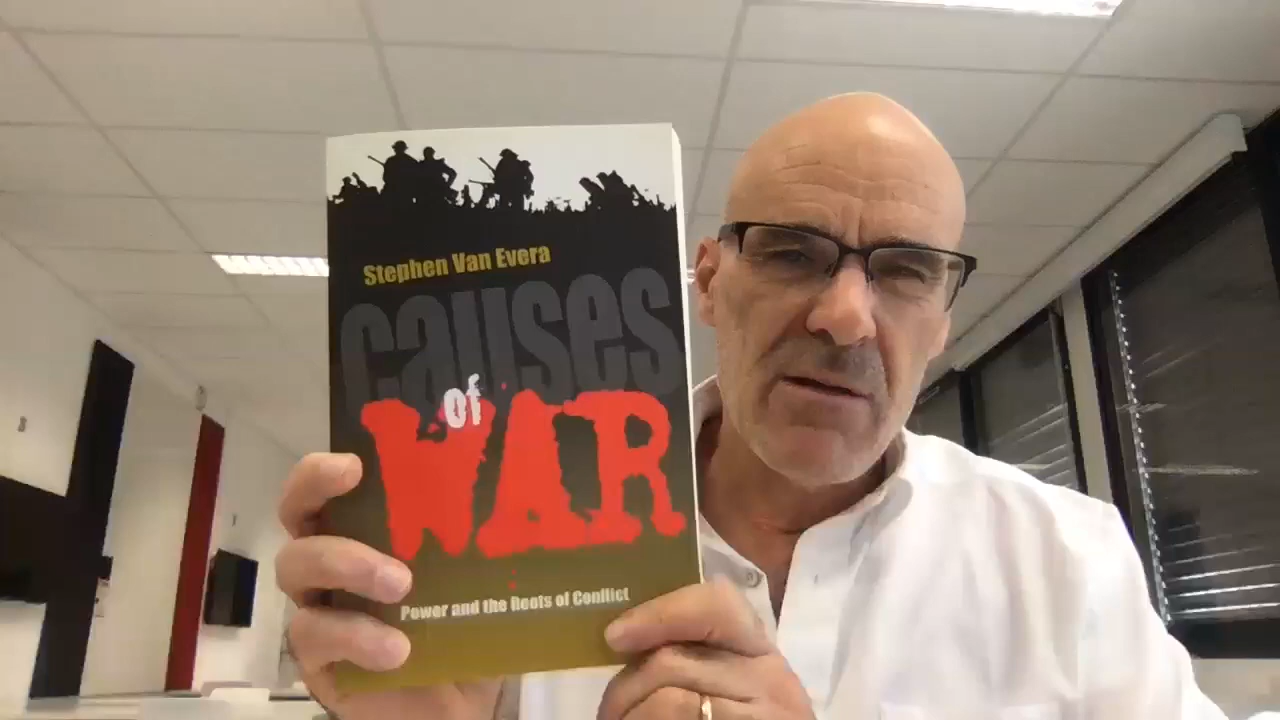 Stephen Van Evera
causes
of
WAR
Power and the Roots of Conflict